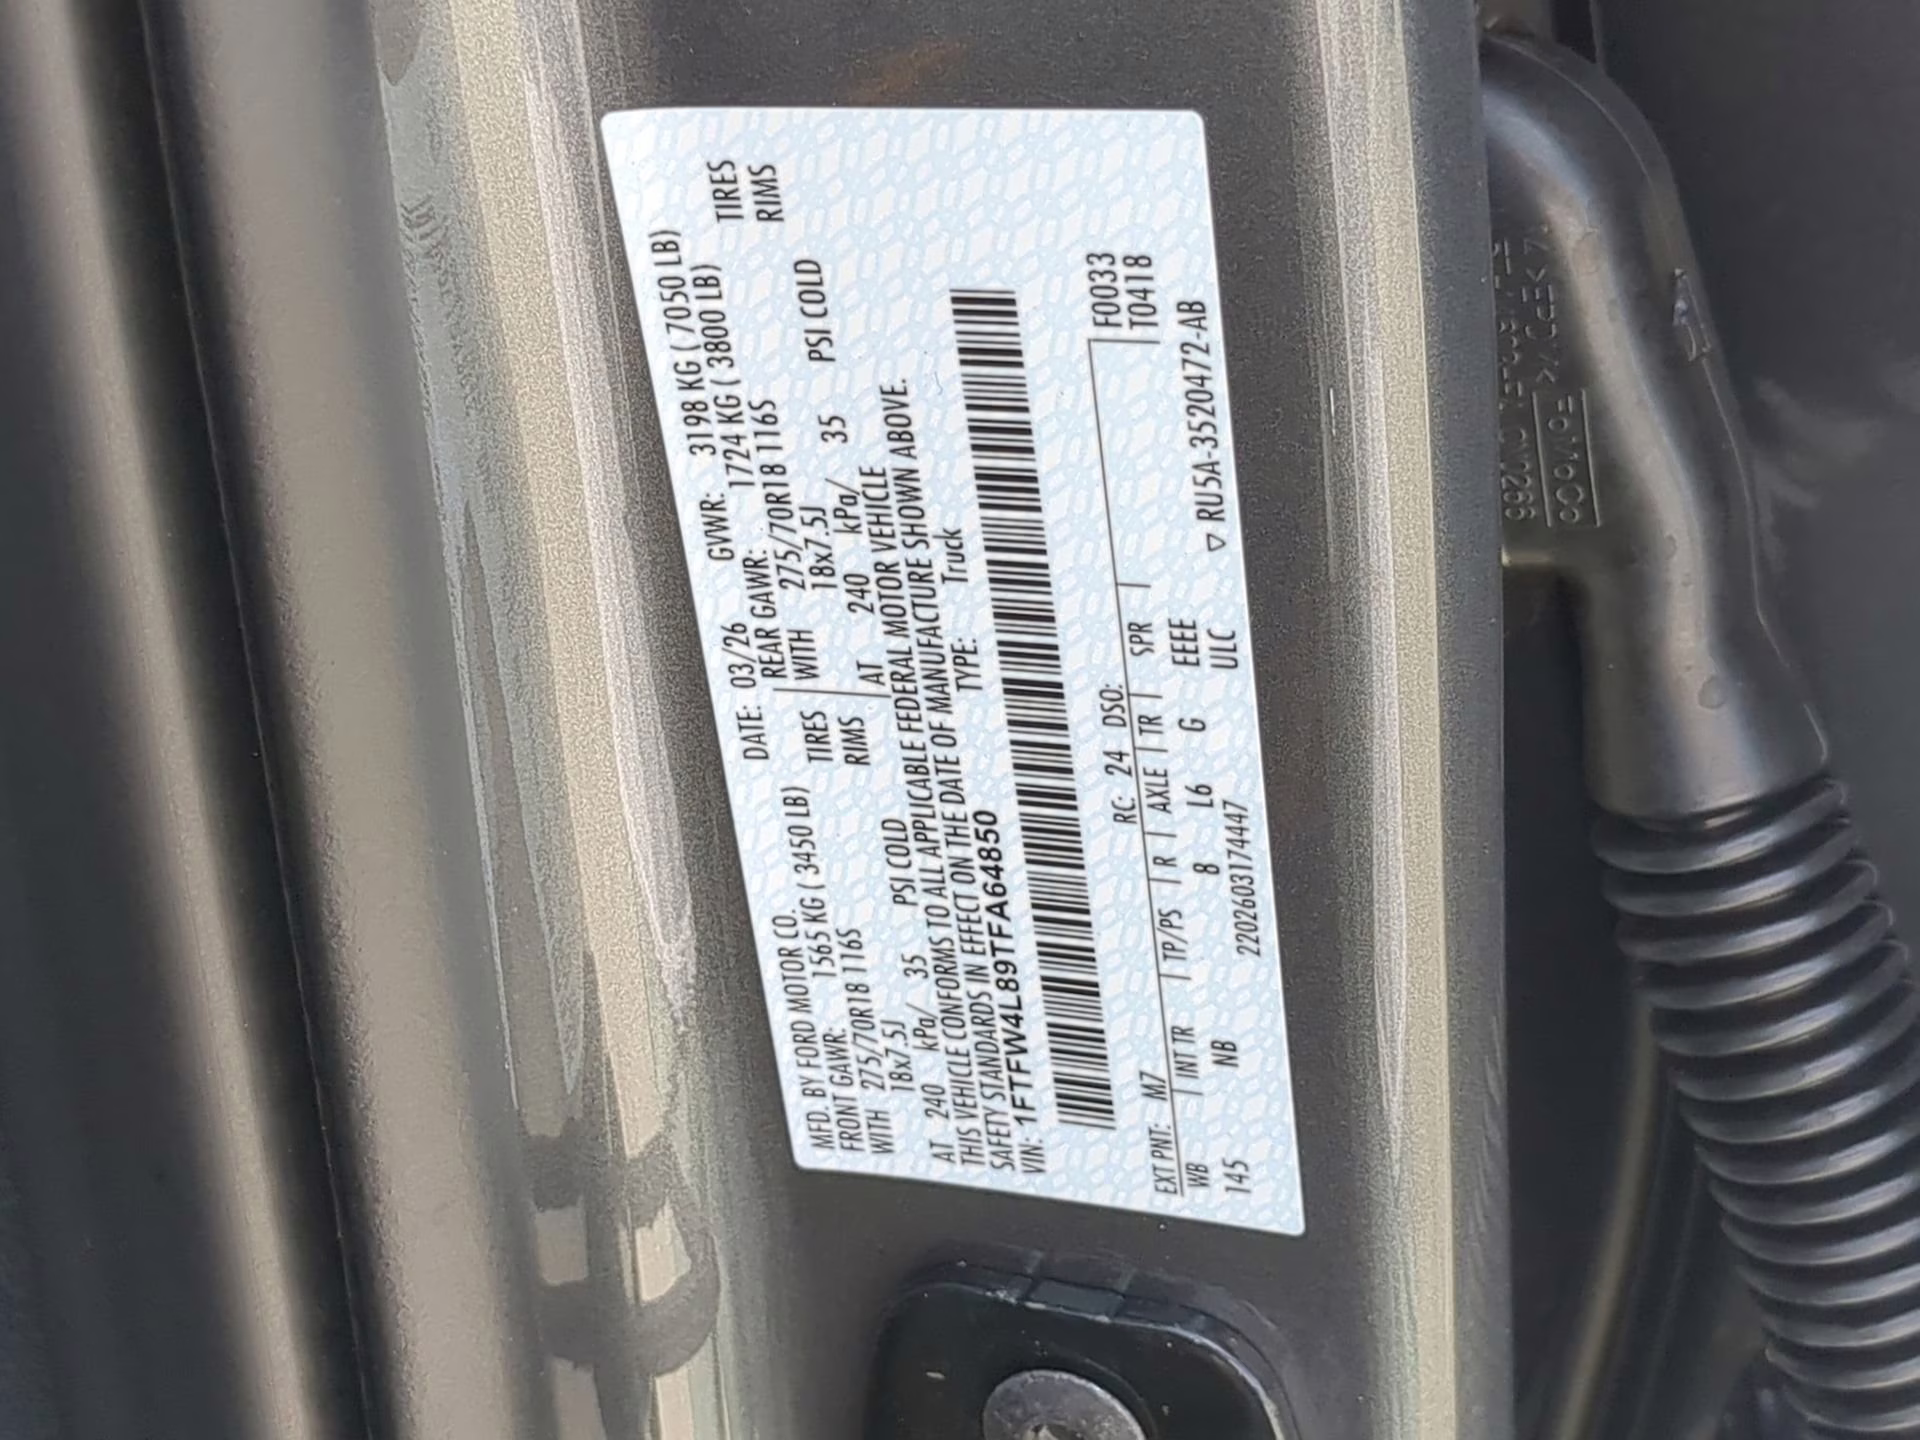 MFD. BY FORD MOTOR CO.
DATE: 03/26 GVWR: 3198 KG ( 7050 LB)
FRONT GAWR: 1565 KG ( 3450 LB) REAR GAWR: 1724 KG ( 3800 LB)
WITH 275/70R18 116S TIRES WITH 275/70R18 116S TIRES
18x7.5J RIMS 18x7.5J RIMS
AT 240 kPa/ 35 PSI COLD AT 240 kPa/ 35 PSI COLD
THIS VEHICLE CONFORMS TO ALL APPLICABLE FEDERAL MOTOR VEHICLE
SAFETY STANDARDS IN EFFECT ON THE DATE OF MANUFACTURE SHOWN ABOVE.
VIN: 1FTFW4L89TFA64850 TYPE: Truck
F0033
T0418
EXT PNT: M7 RC: 24 DSO:
WB INT TR TP/PS R AXLE TR SPR
145 NB 8 L6 G EEEE
220260317444​7 ULC ▽ RU5A-3520472-AB